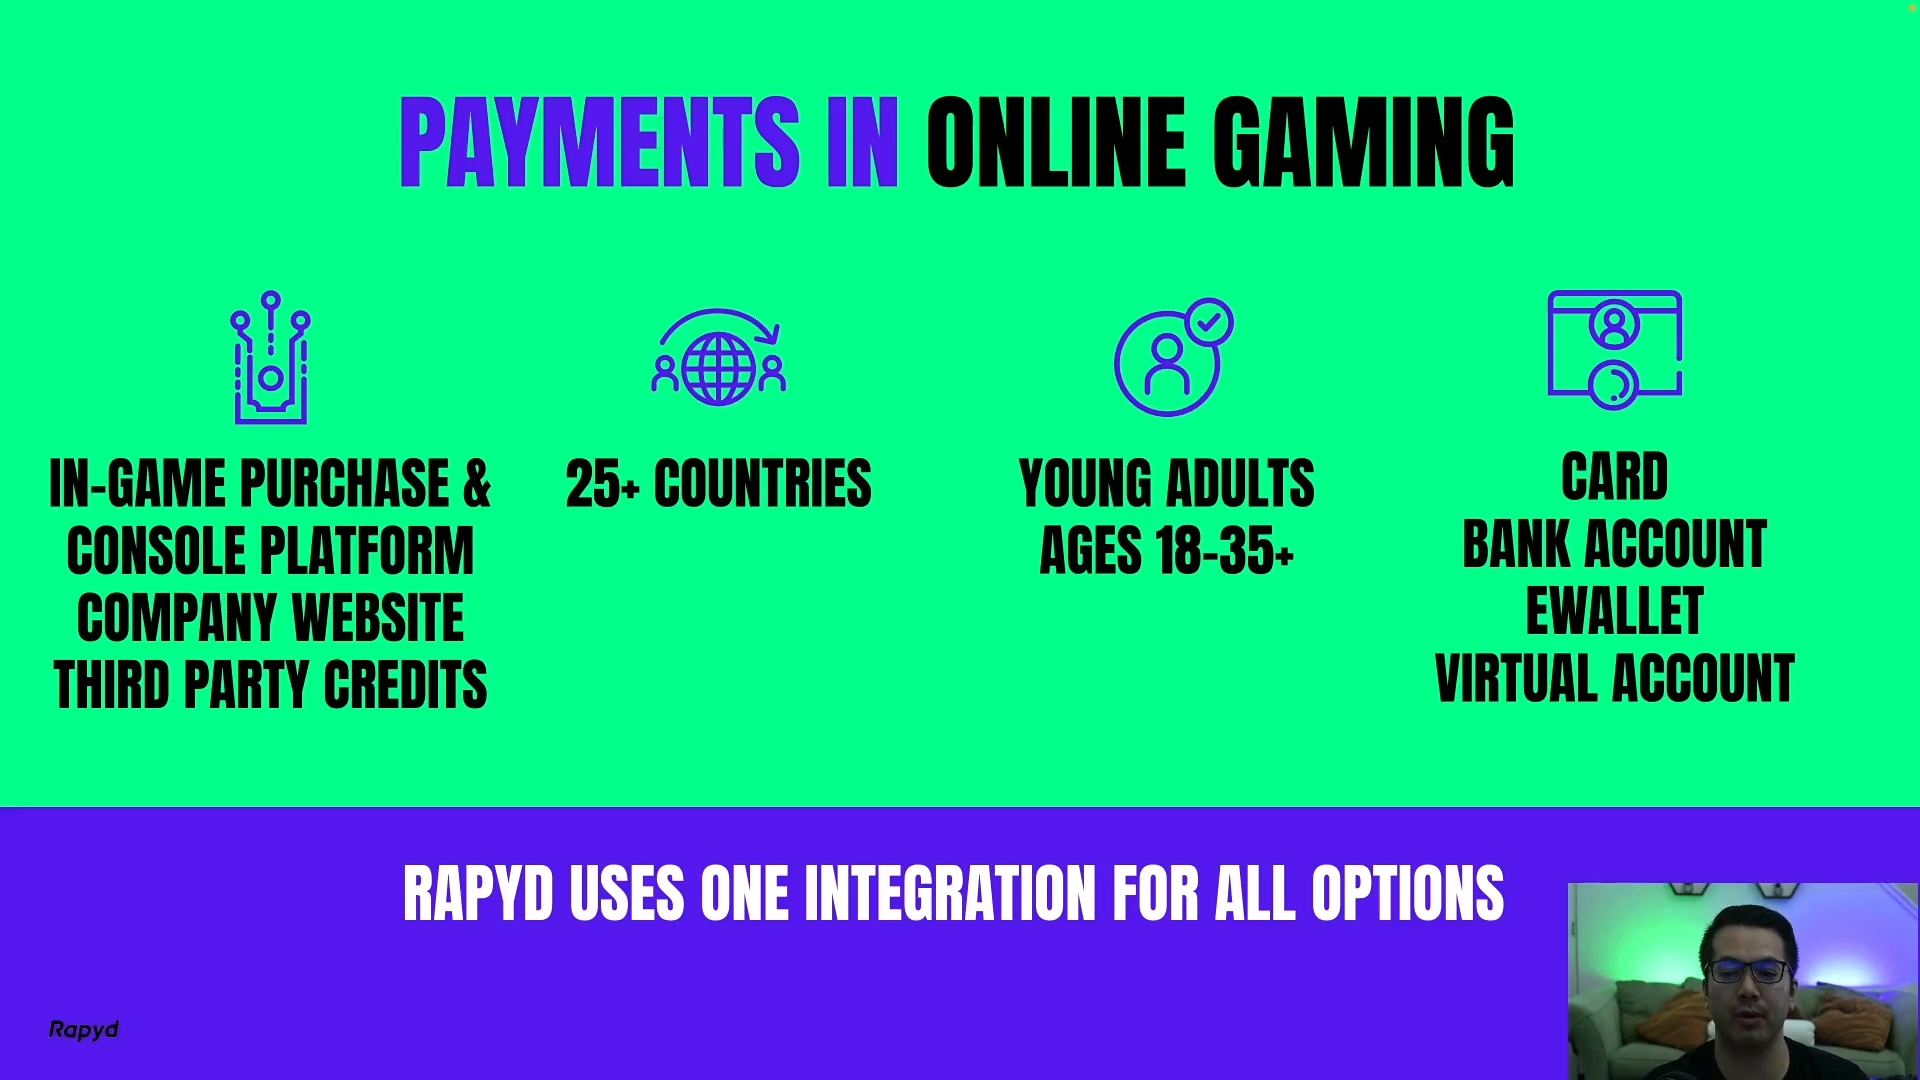 PAYMENTS IN ONLINE GAMING
IN-GAME PURCHASE &
CONSOLE PLATFORM
COMPANY WEBSITE
THIRD PARTY CREDITS
25+ COUNTRIES
YOUNG ADULTS
AGES 18-35+
CARD
BANK ACCOUNT
EWALLET
VIRTUAL ACCOUNT
RAPYD USES ONE INTEGRATION FOR ALL OPTIONS
Rapyd